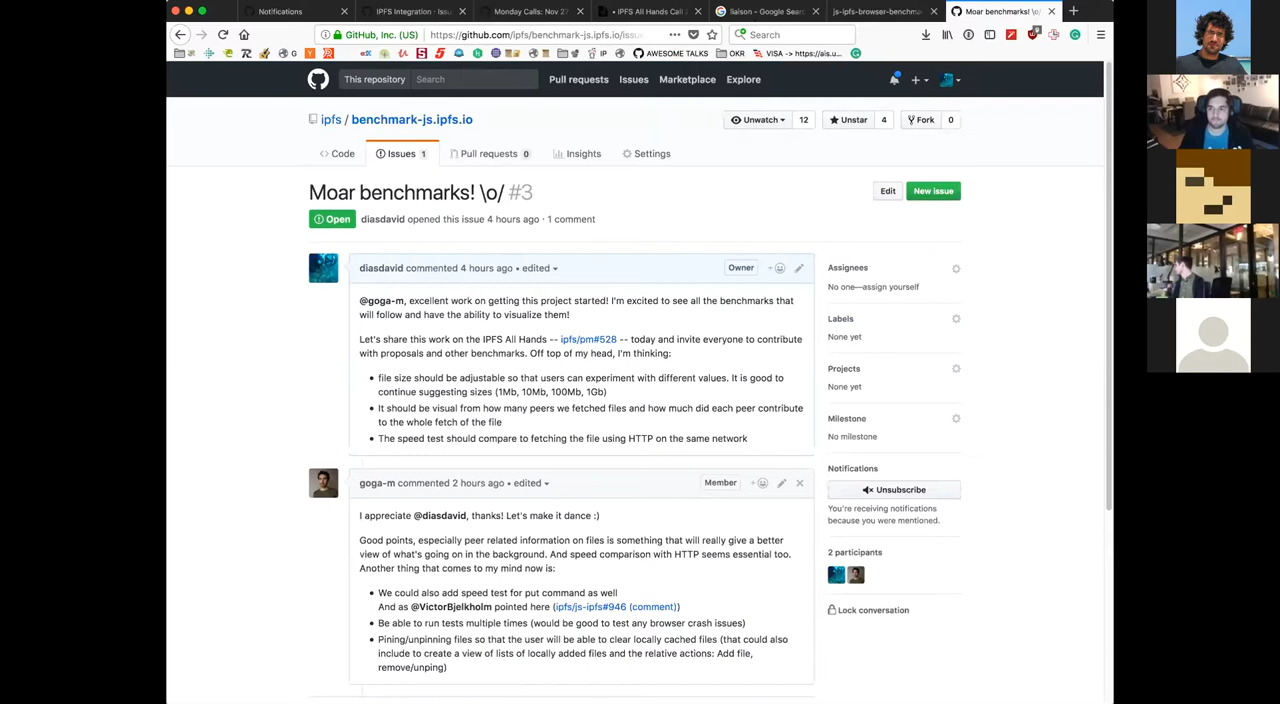 Notifications
IPFS Integration - Issu
Monday Calls: Nov 27
• IPFS All Hands Call
liaison - Google Sear
js-ipfs-browser-benchma
Moar benchmarks! \o/
GitHub, Inc. (US)
https://github.com/ipfs/benchmark-js.ipfs.io/issue
Search
AWESOME TALKS
OKR
VISA -> https://ais.u...
This repository
Search
Pull requests
Issues
Marketplace
Explore
ipfs / benchmark-js.ipfs.io
Unwatch 12
Unstar 4
Fork 0
Code
Issues 1
Pull requests 0
Insights
Settings
Moar benchmarks! \o/ #3
Edit
New issue
Open
diasdavid opened this issue 4 hours ago · 1 comment
diasdavid commented 4 hours ago • edited
Owner
@goga-m, excellent work on getting this project started! I'm excited to see all the benchmarks that
will follow and have the ability to visualize them!
Let's share this work on the IPFS All Hands -- ipfs/pm#528 -- today and invite everyone to contribute
with proposals and other benchmarks. Off top of my head, I'm thinking:
• file size should be adjustable so that users can experiment with different values. It is good to
continue suggesting sizes (1Mb, 10Mb, 100Mb, 1Gb)
• It should be visual from how many peers we fetched files and how much did each peer contribute
to the whole fetch of the file
• The speed test should compare to fetching the file using HTTP on the same network
goga-m commented 2 hours ago • edited
Member
I appreciate @diasdavid, thanks! Let's make it dance :)
Good points, especially peer related information on files is something that will really give a better
view of what's going on in the background. And speed comparison with HTTP seems essential too.
Another thing that comes to my mind now is:
• We could also add speed test for put command as well
And as @VictorBjelkholm pointed here (ipfs/js-ipfs#946 (comment))
• Be able to run tests multiple times (would be good to test any browser crash issues)
• Pining/unpinning files so that the user will be able to clear locally cached files (that could also
include to create a view of lists of locally added files and the relative actions: Add file,
remove/unping)
Assignees
No one—assign yourself
Labels
None yet
Projects
None yet
Milestone
No milestone
Notifications
Unsubscribe
You're receiving notifications
because you were mentioned.
2 participants
Lock conversation